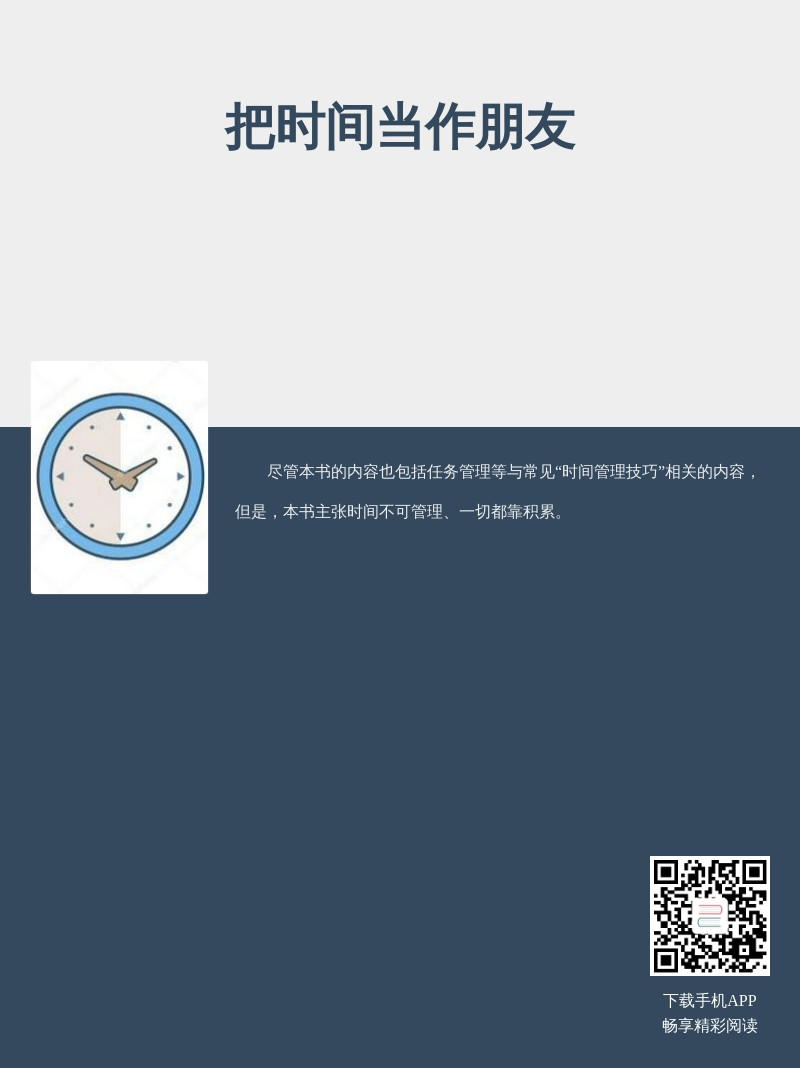 把时间当作朋友
尽管本书的内容也包括任务管理等与常见“时间管理技巧”相关的内容，
但是，本书主张时间不可管理、一切都靠积累。
下载手机APP
畅享精彩阅读